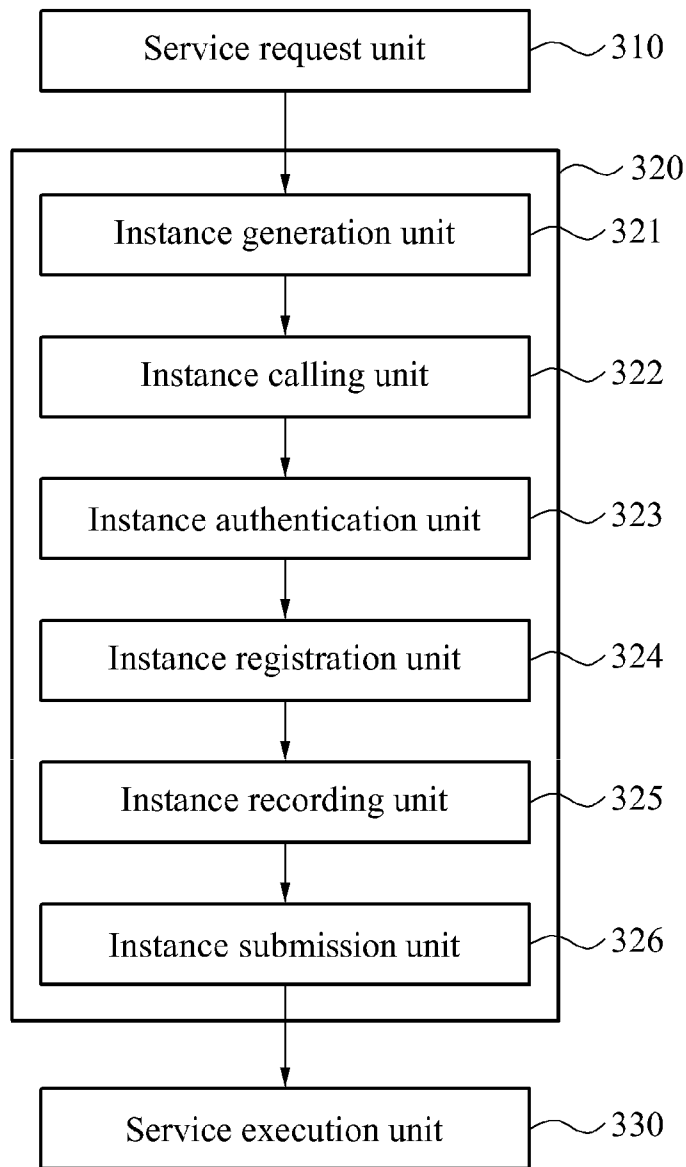 Service request unit 310
320
Instance generation unit 321
Instance calling unit 322
Instance authentication unit 323
Instance registration unit 324
Instance recording unit 325
Instance submission unit 326
Service execution unit 330